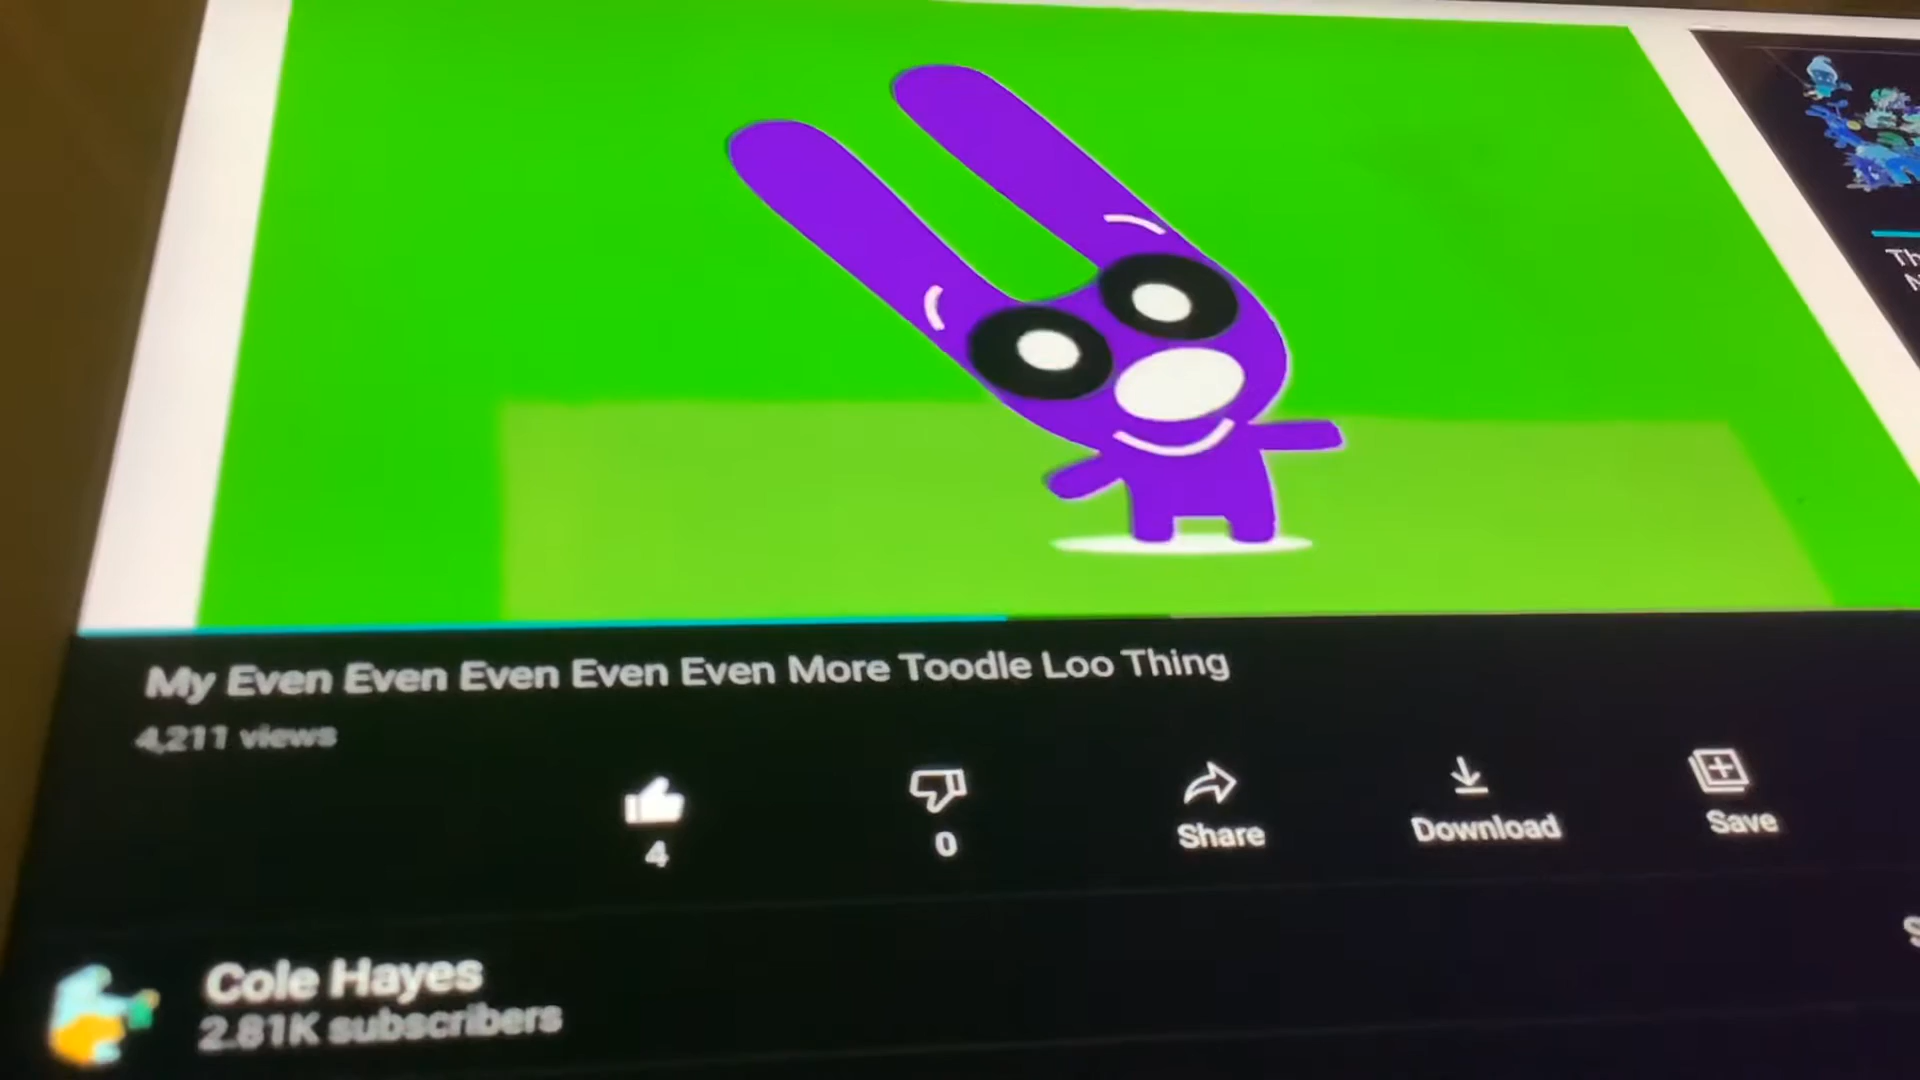 My Even Even Even Even Even More Toodle Loo Thing
4,211 views
4
0
Share
Download
Save
Cole Hayes
2.81K subscribers